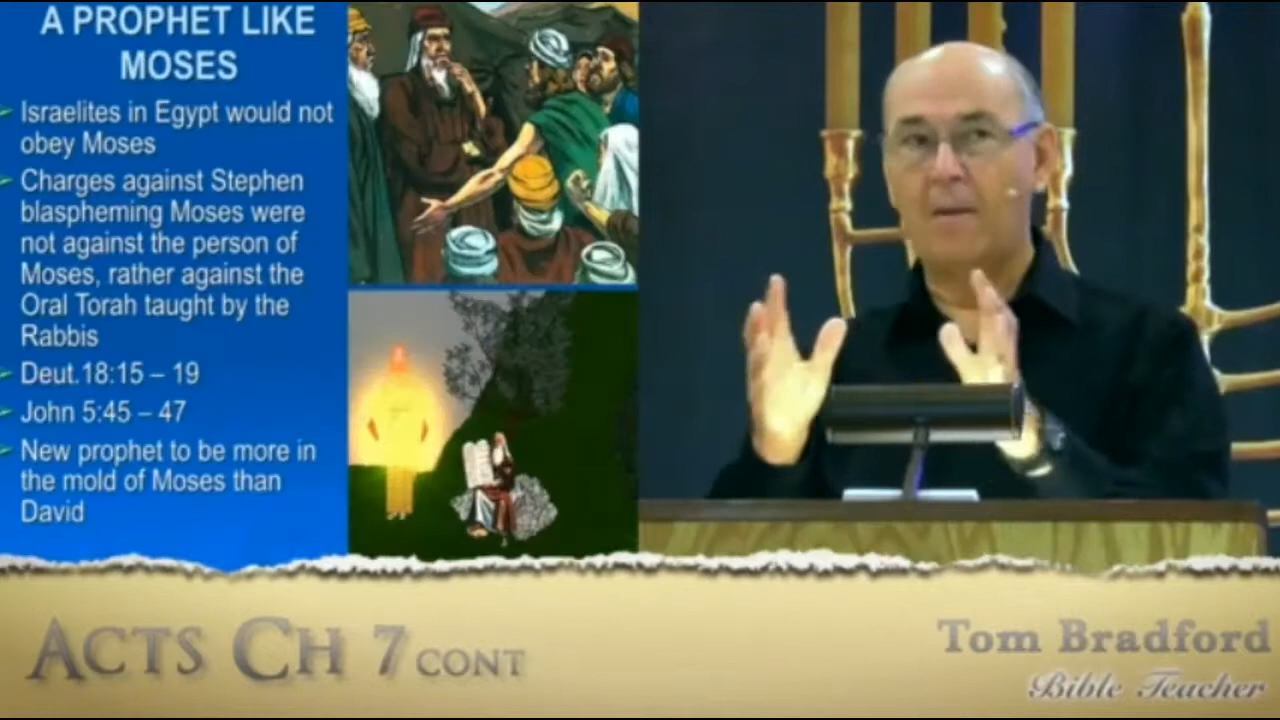 A PROPHET LIKE
MOSES
Israelites in Egypt would not
obey Moses
Charges against Stephen
blaspheming Moses were
not against the person of
Moses, rather against the
Oral Torah taught by the
Rabbis
Deut.18:15 – 19
John 5:45 – 47
New prophet to be more in
the mold of Moses than
David
ACTS CH 7 CONT
Tom Bradford
Bible Teacher